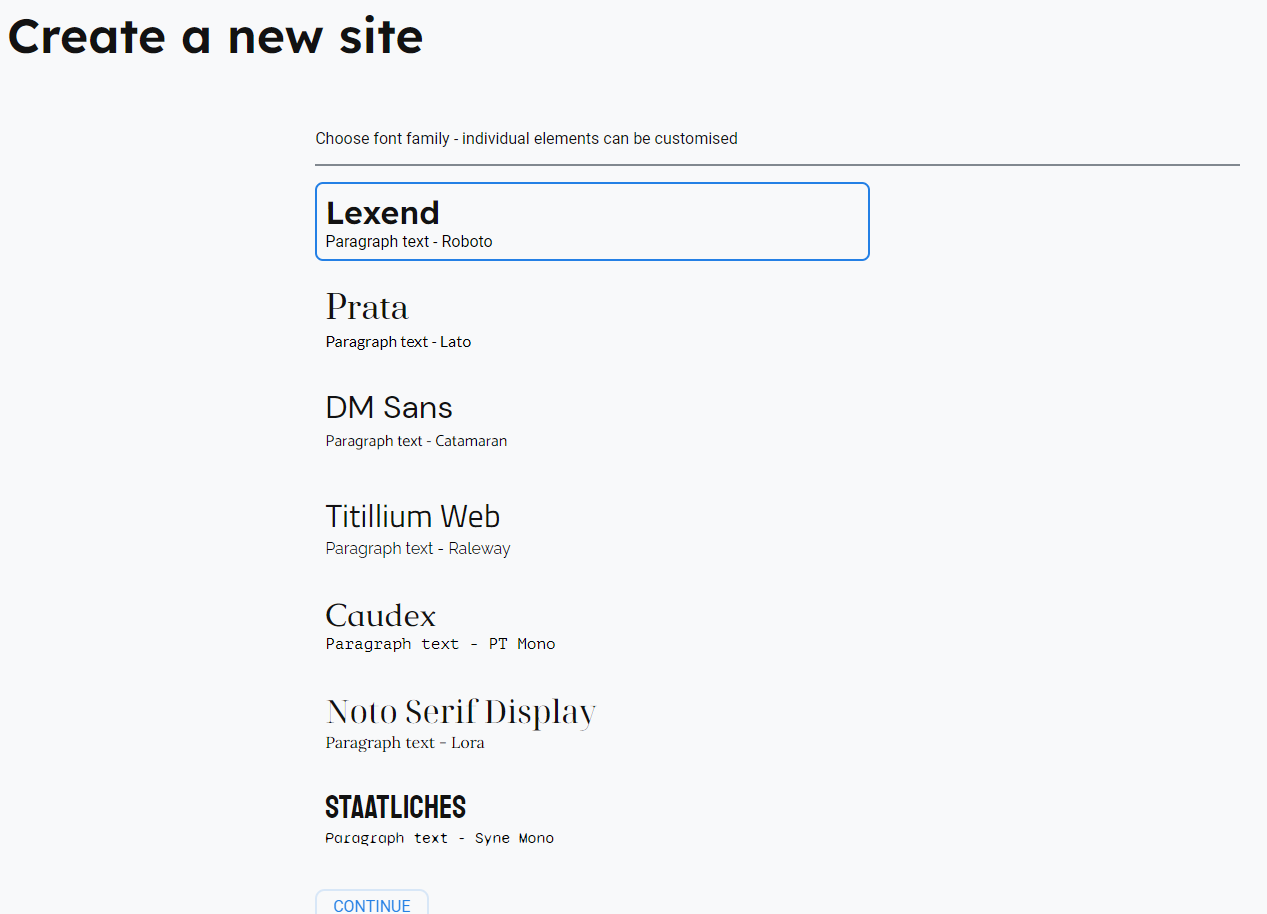 Create a new site
Choose font family - individual elements can be customised
Lexend
Paragraph text - Roboto
Prata
Paragraph text - Lato
DM Sans
Paragraph text - Catamaran
Titillium Web
Paragraph text - Raleway
Caudex
Paragraph text - PT Mono
Noto Serif Display
Paragraph text - Lora
STAATLICHES
Paragraph text - Syne Mono
CONTINUE